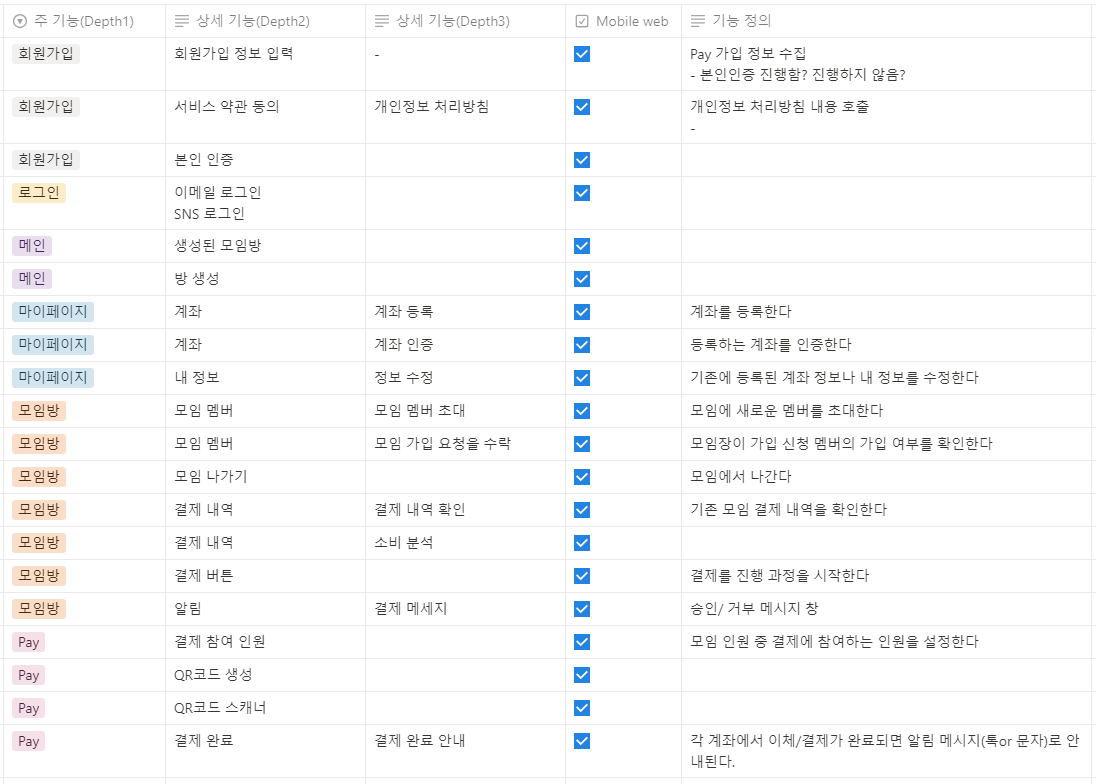 주 기능(Depth1) 상세 기능(Depth2) 상세 기능(Depth3) Mobile web 기능 정의
회원가입 회원가입 정보 입력 - Pay 가입 정보 수집
- 본인인증 진행함? 진행하지 않음?
회원가입 서비스 약관 동의 개인정보 처리방침 개인정보 처리방침 내용 호출
-
회원가입 본인 인증
로그인 이메일 로그인
SNS 로그인
메인 생성된 모임방
메인 방 생성
마이페이지 계좌 계좌 등록 계좌를 등록한다
마이페이지 계좌 계좌 인증 등록하는 계좌를 인증한다
마이페이지 내 정보 정보 수정 기존에 등록된 계좌 정보나 내 정보를 수정한다
모임방 모임 멤버 모임 멤버 초대 모임에 새로운 멤버를 초대한다
모임방 모임 멤버 모임 가입 요청을 수락 모임장이 가입 신청 멤버의 가입 여부를 확인한다
모임방 모임 나가기 모임에서 나간다
모임방 결제 내역 결제 내역 확인 기존 모임 결제 내역을 확인한다
모임방 결제 내역 소비 분석
모임방 결제 버튼 결제를 진행 과정을 시작한다
모임방 알림 결제 메세지 승인/ 거부 메시지 창
Pay 결제 참여 인원 모임 인원 중 결제에 참여하는 인원을 설정한다
Pay QR코드 생성
Pay QR코드 스캐너
Pay 결제 완료 결제 완료 안내 각 계좌에서 이체/결제가 완료되면 알림 메시지(톡or 문자)로 안
내된다.